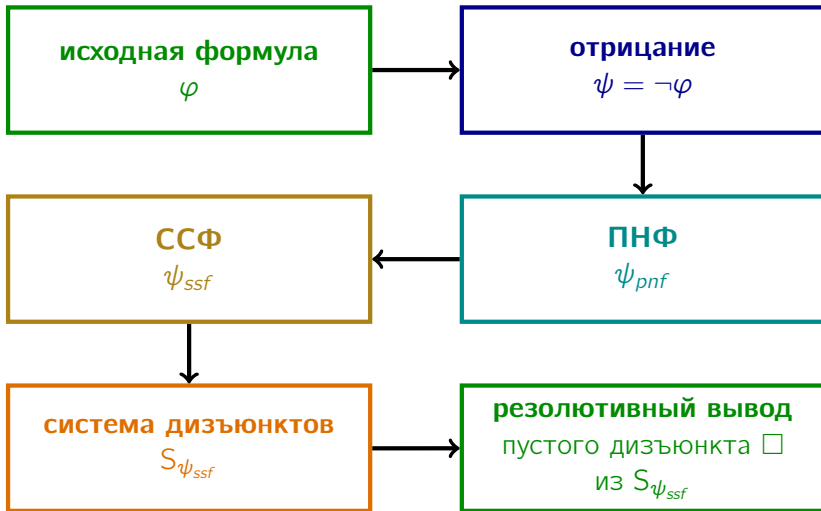 исходная формула
φ
отрицание
ψ = ¬φ
ПНФ
ψ_pnf
ССФ
ψ_ssf
система дизъюнктов
S_ψ_ssf
резолютивный вывод
пустого дизъюнкта □
из S_ψ_ssf